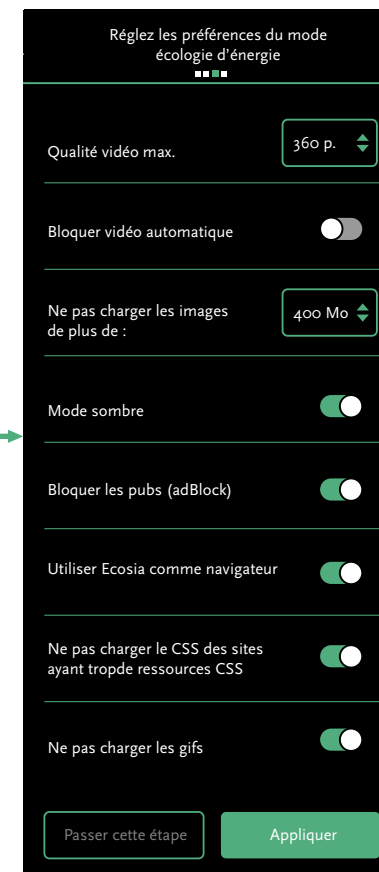 Réglez les préférences du mode
écologie d’énergie
Qualité vidéo max.
360 p.
Bloquer vidéo automatique
Ne pas charger les images
de plus de :
400 Mo
Mode sombre
Bloquer les pubs (adBlock)
Utiliser Ecosia comme navigateur
Ne pas charger le CSS des sites
ayant tropde ressources CSS
Ne pas charger les gifs
Passer cette étape
Appliquer